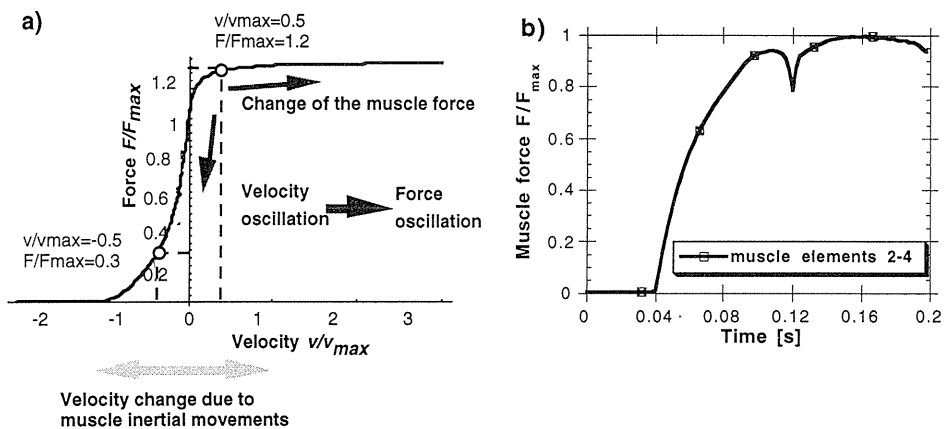 a)
v/vmax=0.5
F/Fmax=1.2
Force F/Fmax
1.2
1
0.8
0.6
0.4
0.2
Change of the muscle force
Velocity
oscillation
Force
oscillation
v/vmax=-0.5
F/Fmax=0.3
-2
-1
0
1
2
3
Velocity v/vmax
Velocity change due to
muscle inertial movements
b)
Muscle force F/Fmax
1
0.8
0.6
0.4
0.2
0
muscle elements 2-4
0
0.04
0.08
0.12
0.16
0.2
Time [s]